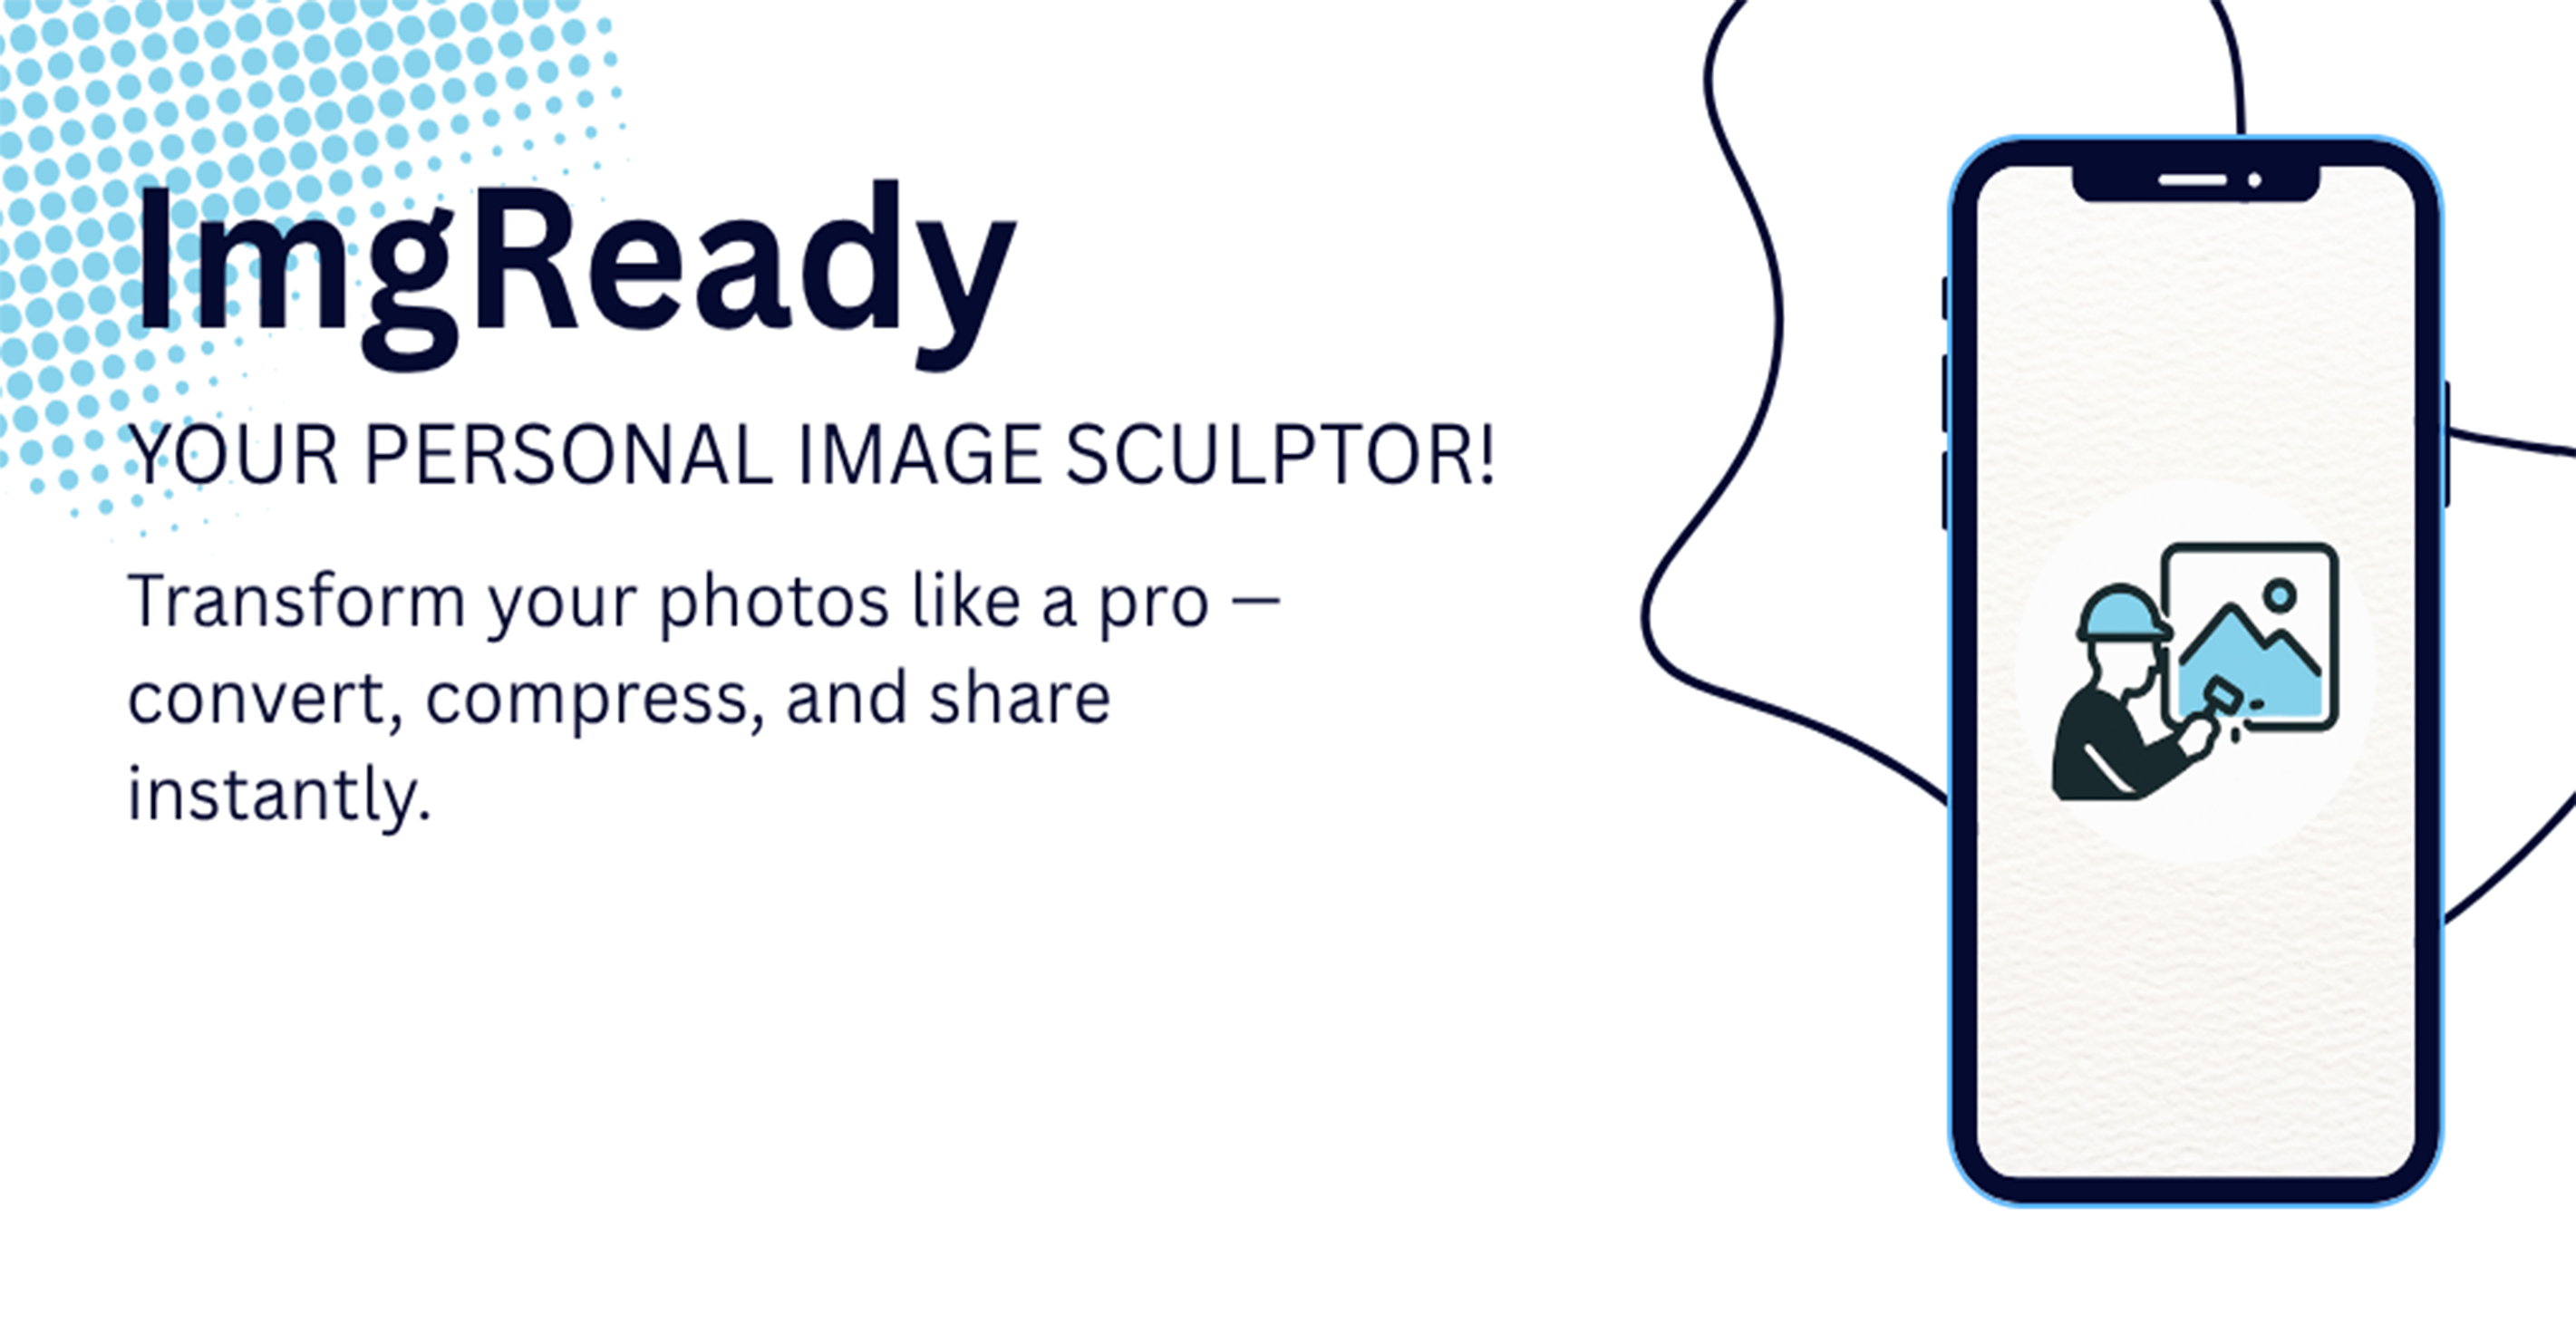 ImgReady
YOUR PERSONAL IMAGE SCULPTOR!
Transform your photos like a pro —
convert, compress, and share
instantly.